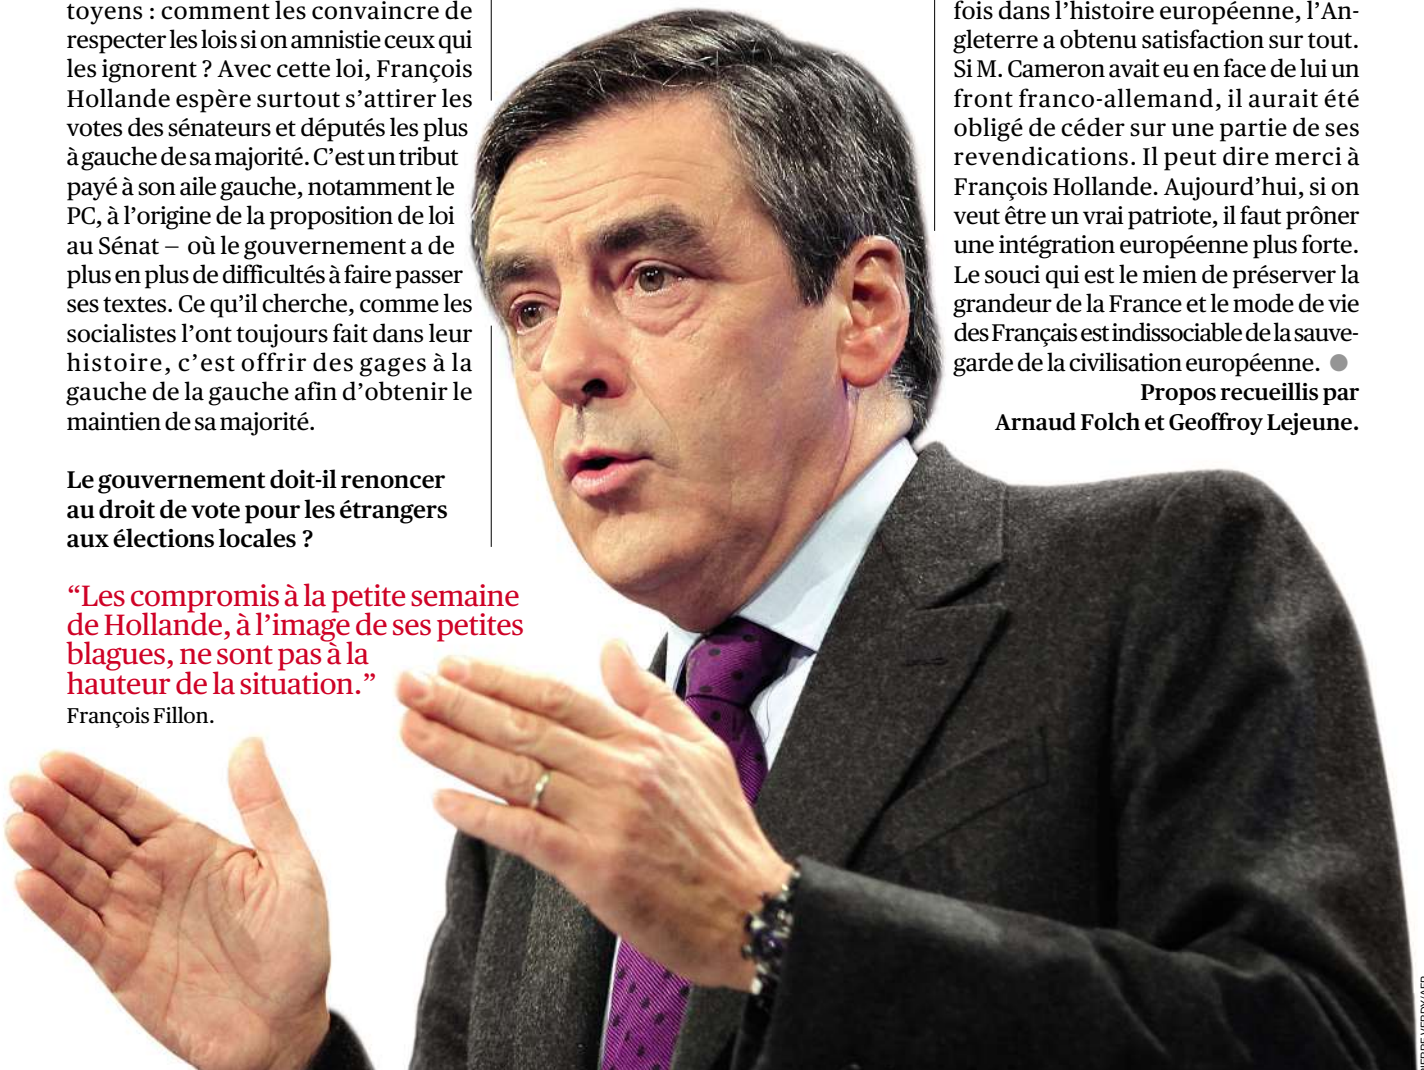 toyens : comment les convaincre de
respecter les lois si on amnistie ceux qui
les ignorent ? Avec cette loi, François
Hollande espère surtout s’attirer les
votes des sénateurs et députés les plus
à gauche de sa majorité. C’est un tribut
payé à son aile gauche, notamment le
PC, à l’origine de la proposition de loi
au Sénat – où le gouvernement a de
plus en plus de difficultés à faire passer
ses textes. Ce qu’il cherche, comme les
socialistes l’ont toujours fait dans leur
histoire, c’est offrir des gages à la
gauche de la gauche afin d’obtenir le
maintien de sa majorité.
Le gouvernement doit-il renoncer
au droit de vote pour les étrangers
aux élections locales ?
“Les compromis à la petite semaine
de Hollande, à l’image de ses petites
blagues, ne sont pas à la
hauteur de la situation.”
François Fillon.
fois dans l’histoire européenne, l’An-
gleterre a obtenu satisfaction sur tout.
Si M. Cameron avait eu en face de lui un
front franco-allemand, il aurait été
obligé de céder sur une partie de ses
revendications. Il peut dire merci à
François Hollande. Aujourd’hui, si on
veut être un vrai patriote, il faut prôner
une intégration européenne plus forte.
Le souci qui est le mien de préserver la
grandeur de la France et le mode de vie
des Français est indissociable de la sauve-
garde de la civilisation européenne. ●
Propos recueillis par
Arnaud Folch et Geoffroy Lejeune.